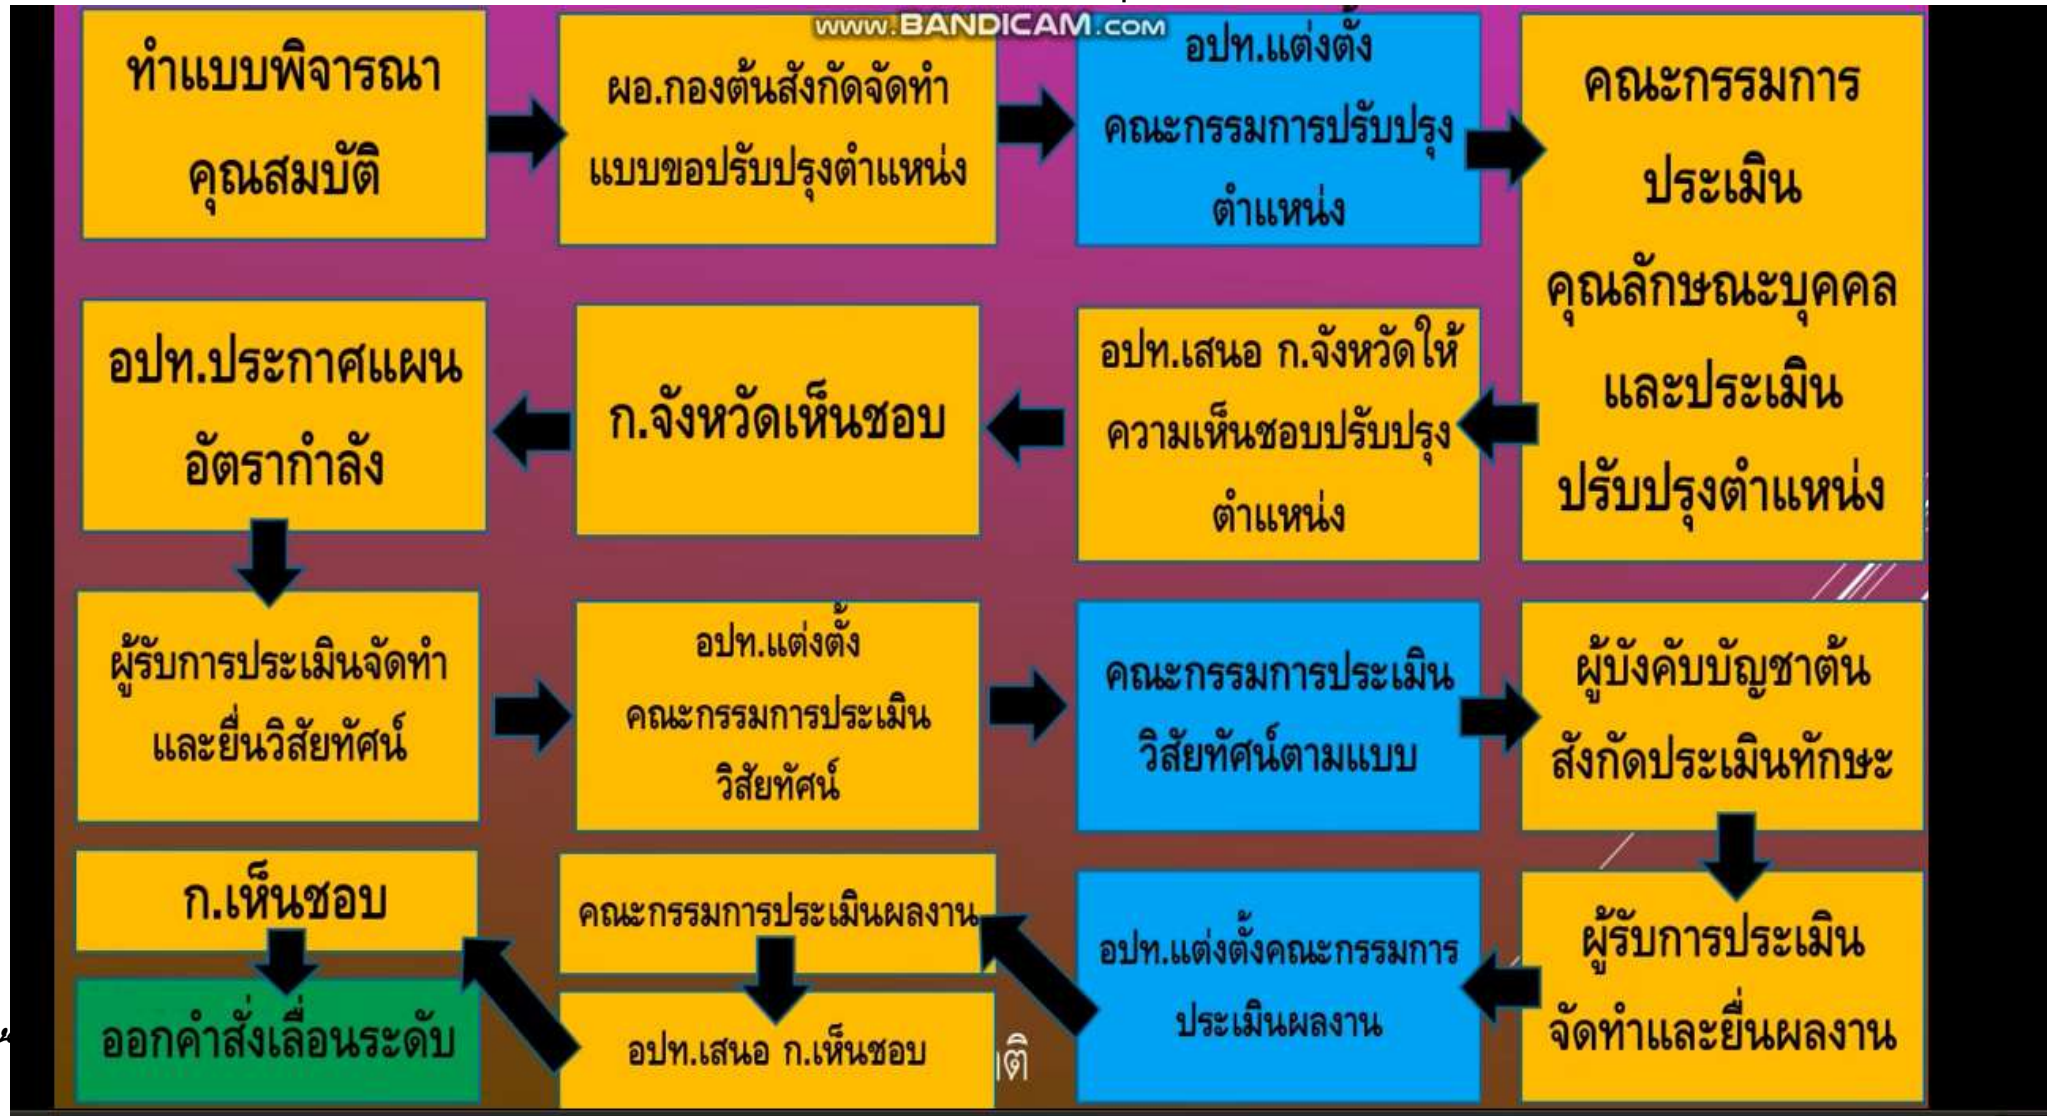 www.BANDICAM.com
ทำแบบพิจารณา
คุณสมบัติ
ผอ.กองต้นสังกัดจัดทำ
แบบขอปรับปรุงตำแหน่ง
อปท.แต่งตั้ง
คณะกรรมการปรับปรุง
ตำแหน่ง
คณะกรรมการ
ประเมิน
คุณลักษณะบุคคล
และประเมิน
ปรับปรุงตำแหน่ง
อปท.เสนอ ก.จังหวัดให้
ความเห็นชอบปรับปรุง
ตำแหน่ง
ก.จังหวัดเห็นชอบ
อปท.ประกาศแผน
อัตรากำลัง
ผู้รับการประเมินจัดทำ
และยื่นวิสัยทัศน์
อปท.แต่งตั้ง
คณะกรรมการประเมิน
วิสัยทัศน์
คณะกรรมการประเมิน
วิสัยทัศน์ตามแบบ
ผู้บังคับบัญชาต้น
สังกัดประเมินทักษะ
ผู้รับการประเมิน
จัดทำและยื่นผลงาน
อปท.แต่งตั้งคณะกรรมการ
ประเมินผลงาน
คณะกรรมการประเมินผลงาน
อปท.เสนอ ก.เห็นชอบ
ก.เห็นชอบ
ออกคำสั่งเลื่อนระดับ